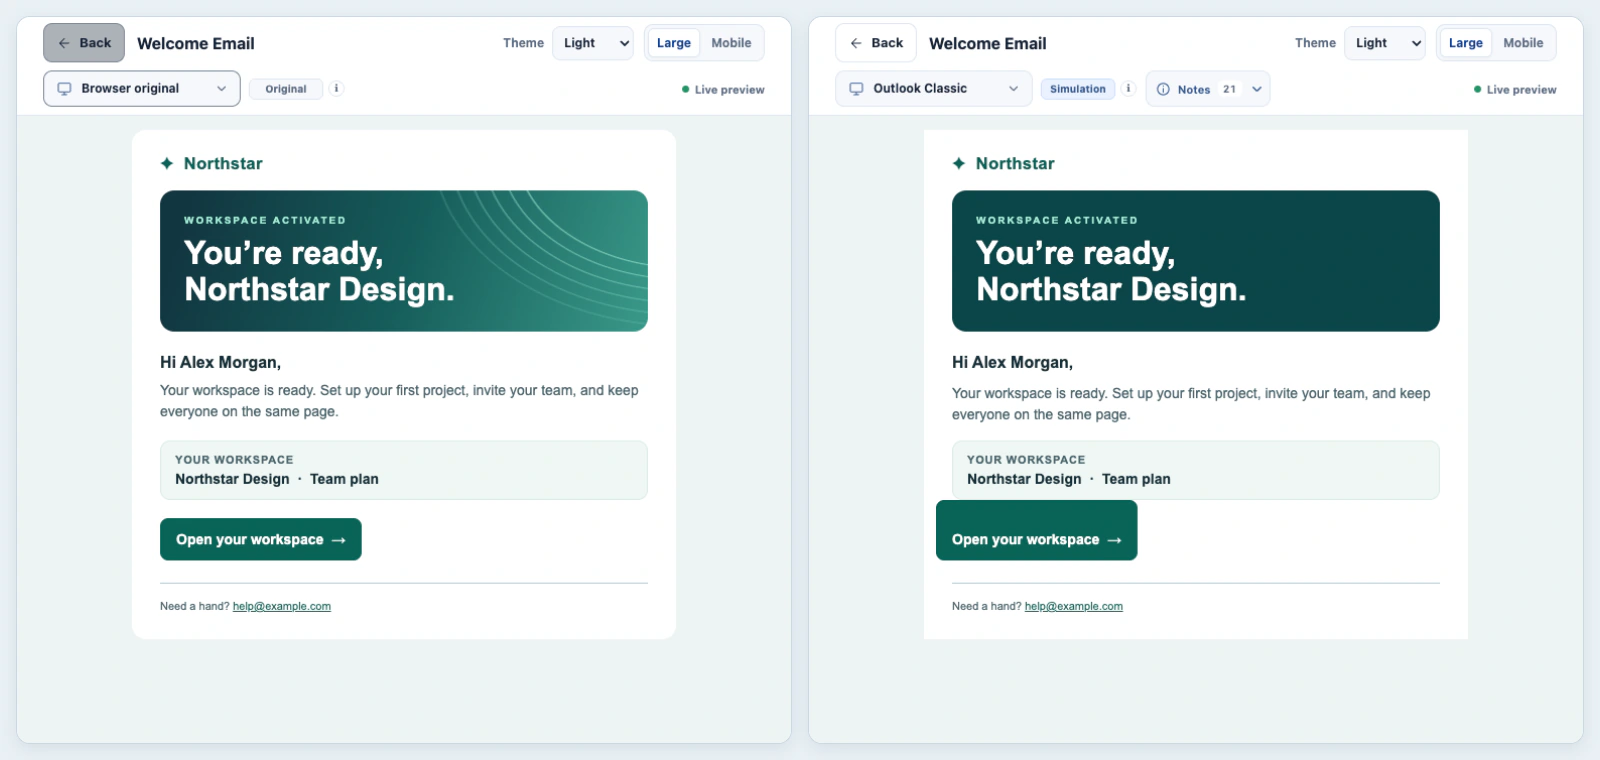 ← Back Welcome Email Theme Light Large Mobile
Browser original Original i Live preview
✦ Northstar
WORKSPACE ACTIVATED
You’re ready,
Northstar Design.
Hi Alex Morgan,
Your workspace is ready. Set up your first project, invite your team, and keep
everyone on the same page.
YOUR WORKSPACE
Northstar Design · Team plan
Open your workspace →
Need a hand? help@example.com
← Back Welcome Email Theme Light Large Mobile
Outlook Classic Simulation i Notes 21 Live preview
✦ Northstar
WORKSPACE ACTIVATED
You’re ready,
Northstar Design.
Hi Alex Morgan,
Your workspace is ready. Set up your first project, invite your team, and keep
everyone on the same page.
YOUR WORKSPACE
Northstar Design · Team plan
Open your workspace →
Need a hand? help@example.com